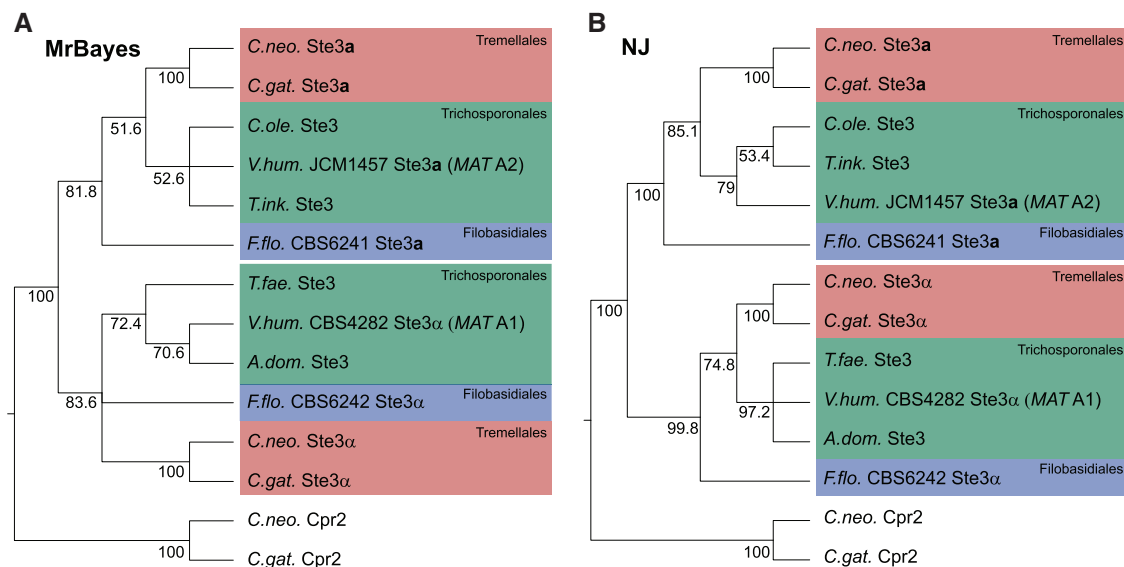 A
MrBayes
C.neo. Ste3a
Tremellales
100
C.gat. Ste3a
51.6
C.ole. Ste3
Trichosporonales
V.hum. JCM1457 Ste3a (MAT A2)
52.6
81.8
T.ink. Ste3
F.flo. CBS6241 Ste3a
Filobasidiales
T.fae. Ste3
Trichosporonales
100
72.4
V.hum. CBS4282 Ste3α (MAT A1)
70.6
A.dom. Ste3
83.6
F.flo. CBS6242 Ste3α
Filobasidiales
C.neo. Ste3α
Tremellales
100
C.gat. Ste3α
C.neo. Cpr2
100
C.gat. Cpr2
B
NJ
C.neo. Ste3a
Tremellales
100
C.gat. Ste3a
85.1
C.ole. Ste3
Trichosporonales
53.4
T.ink. Ste3
79
100
V.hum. JCM1457 Ste3a (MAT A2)
F.flo. CBS6241 Ste3a
Filobasidiales
C.neo. Ste3α
Tremellales
100
100
C.gat. Ste3α
74.8
T.fae. Ste3
Trichosporonales
V.hum. CBS4282 Ste3α (MAT A1)
97.2
99.8
A.dom. Ste3
F.flo. CBS6242 Ste3α
Filobasidiales
C.neo. Cpr2
100
C.gat. Cpr2